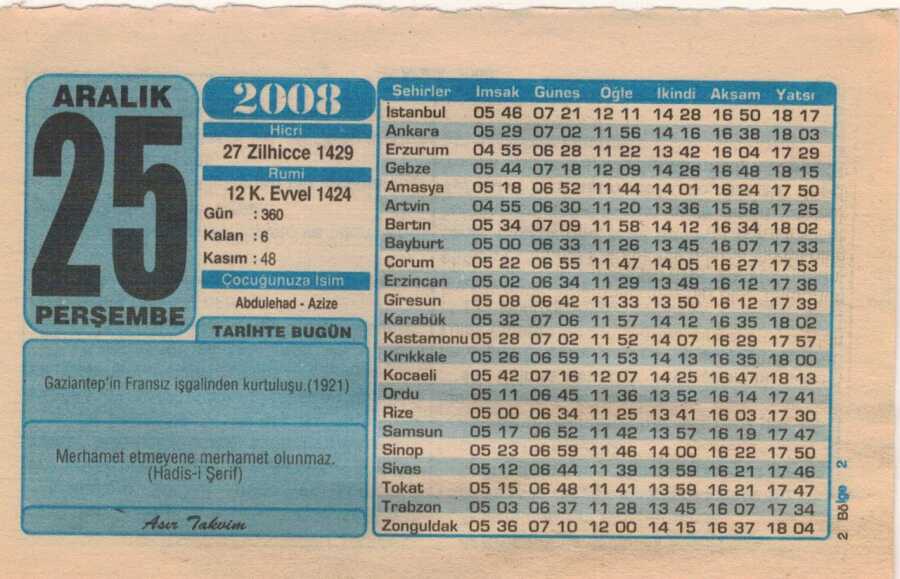 ARALIK
25
PERŞEMBE
2008
Hicri
27 Zilhicce 1429
Rumi
12 K. Evvel 1424
Gün : 360
Kalan : 6
Kasım : 48
Çocuğunuza İsim
Abdulehad - Azize
TARİHTE BUGÜN
Gaziantep'in Fransız işgalinden kurtuluşu.(1921)
Merhamet etmeyene merhamet olunmaz.
(Hadis-i Şerif)
Asır Takvim
Şehirler İmsak Güneş Öğle İkindi Akşam Yatsı
İstanbul 05 46 07 21 12 11 14 28 16 50 18 17
Ankara 05 29 07 02 11 56 14 16 16 38 18 03
Erzurum 04 55 06 28 11 22 13 42 16 04 17 29
Gebze 05 44 07 18 12 09 14 26 16 48 18 15
Amasya 05 18 06 52 11 44 14 01 16 24 17 50
Artvin 04 55 06 30 11 20 13 36 15 58 17 25
Bartın 05 34 07 09 11 58 14 12 16 34 18 02
Bayburt 05 00 06 33 11 26 13 45 16 07 17 33
Çorum 05 22 06 55 11 47 14 05 16 27 17 53
Erzincan 05 02 06 34 11 29 13 49 16 12 17 36
Giresun 05 08 06 42 11 33 13 50 16 12 17 39
Karabük 05 32 07 06 11 57 14 12 16 35 18 02
Kastamonu 05 28 07 02 11 52 14 07 16 29 17 57
Kırıkkale 05 26 06 59 11 53 14 13 16 35 18 00
Kocaeli 05 42 07 16 12 07 14 25 16 47 18 13
Ordu 05 11 06 45 11 36 13 52 16 14 17 41
Rize 05 00 06 34 11 25 13 41 16 03 17 30
Samsun 05 17 06 52 11 42 13 57 16 19 17 47
Sinop 05 23 06 59 11 46 14 00 16 22 17 50
Sivas 05 12 06 44 11 39 13 59 16 21 17 46
Tokat 05 15 06 48 11 41 13 59 16 21 17 47
Trabzon 05 03 06 37 11 28 13 45 16 07 17 34
Zonguldak 05 36 07 10 12 00 14 15 16 37 18 04
2 Bölge 2